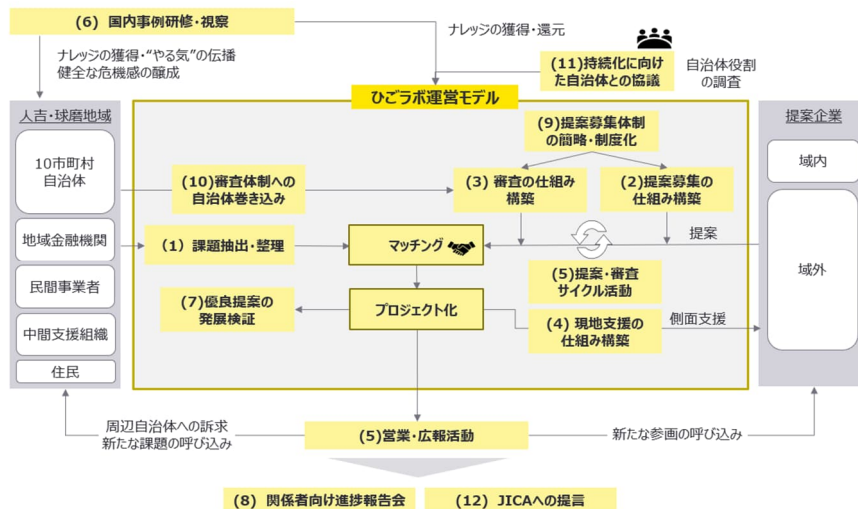 (6) 国内事例研修・視察
ナレッジの獲得・還元
ナレッジの獲得・“やる気”の伝播
健全な危機感の醸成
(11)持続化に向け
た自治体との協議
自治体役割
の調査
ひごラボ運営モデル
人吉・球磨地域
提案企業
10市町村
自治体
地域金融機関
民間事業者
中間支援組織
住民
(9)提案募集体制
の簡略・制度化
(10)審査体制への
自治体巻き込み
(3) 審査の仕組み
構築
(2)提案募集の
仕組み構築
域内
域外
(1) 課題抽出・整理
マッチング
提案
(5)提案・審査
サイクル活動
(7)優良提案の
発展検証
プロジェクト化
(4) 現地支援の
仕組み構築
側面支援
周辺自治体への訴求
新たな課題の呼び込み
(5)営業・広報活動
新たな参画の呼び込み
(8) 関係者向け進捗報告会
(12) JICAへの提言